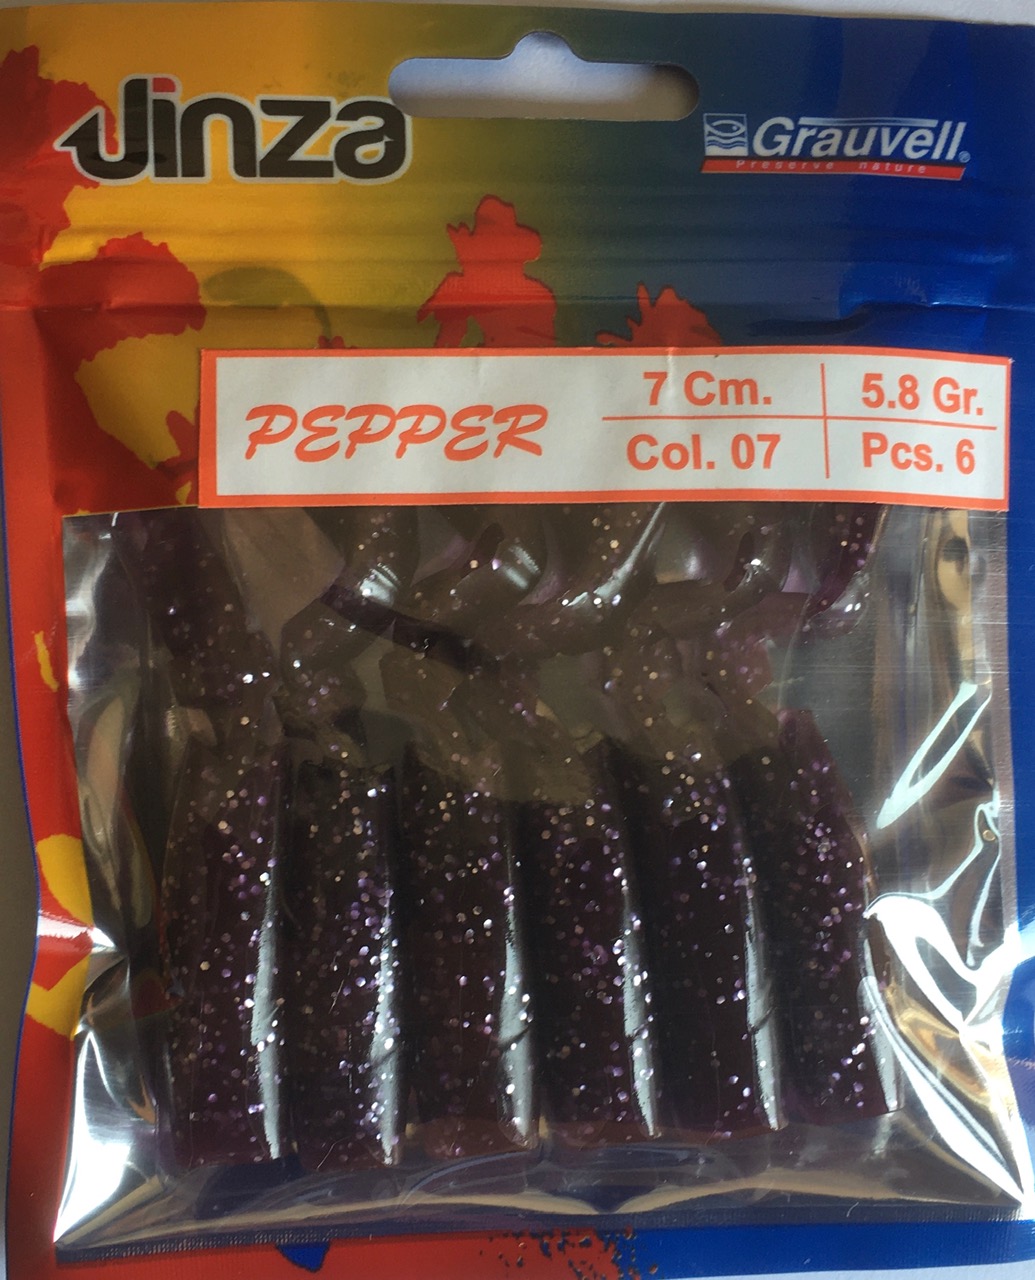 Jinza
Grauvell®
Preserve nature
PEPPER
7 Cm.
5.8 Gr.
Col. 07
Pcs. 6